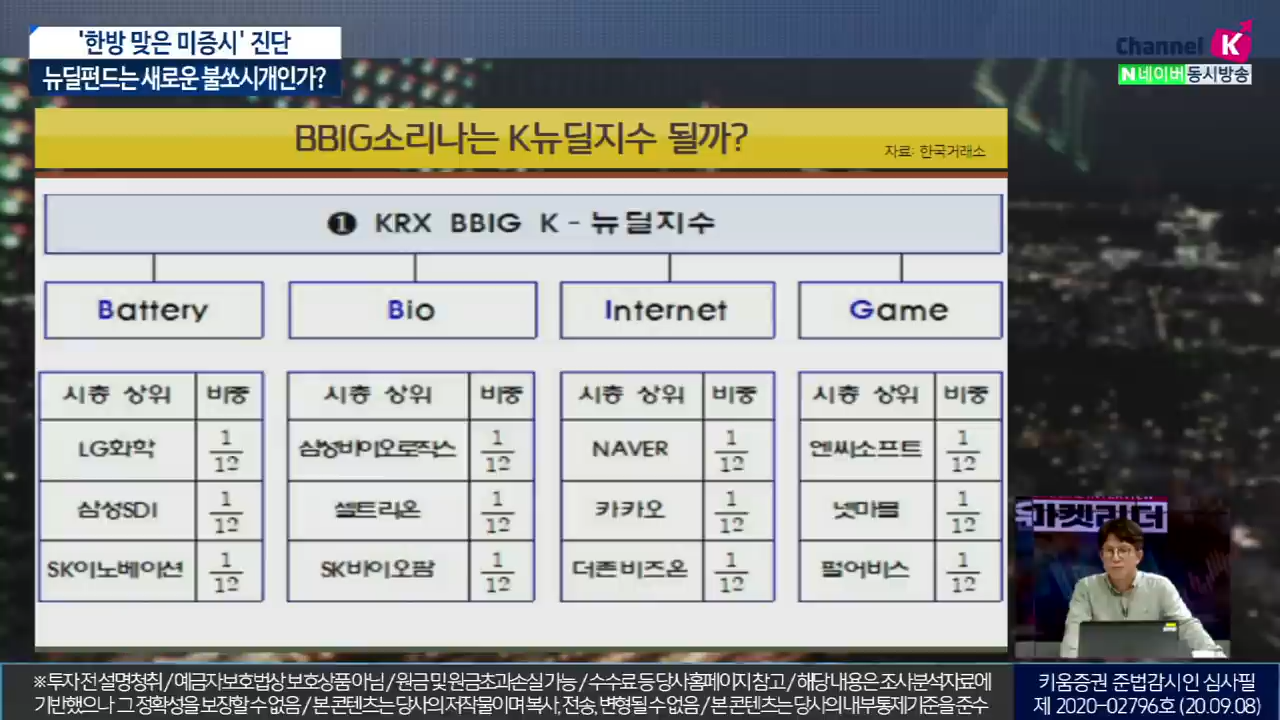 '한방 맞은 미증시' 진단
뉴딜펀드는 새로운 불쏘시개인가?
Channel K
N네이버 동시방송
BBIG소리나는 K뉴딜지수 될까?
자료: 한국거래소
❶ KRX BBIG K - 뉴딜지수
Battery Bio Internet Game
시총 상위 비중 시총 상위 비중 시총 상위 비중 시총 상위 비중
LG화학 1/12 삼성바이오로직스 1/12 NAVER 1/12 엔씨소프트 1/12
삼성SDI 1/12 셀트리온 1/12 카카오 1/12 넷마블 1/12
SK이노베이션 1/12 SK바이오팜 1/12 더존비즈온 1/12 펄어비스 1/12
마켓리더
※투자 전 설명청취 / 예금자보호법상 보호상품 아님 / 원금 및 원금초과손실 가능 / 수수료 등 당사홈페이지 참고 / 해당 내용은 조사분석자료에
기반했으나 그 정확성을 보장할 수 없음 / 본 콘텐츠는 당사의 저작물이며 복사, 전송, 변형될 수 없음 / 본 콘텐츠는 당사의 내부통제기준을 준수
키움증권 준법감시인 심사필
제 2020-02796호 (20.09.08)